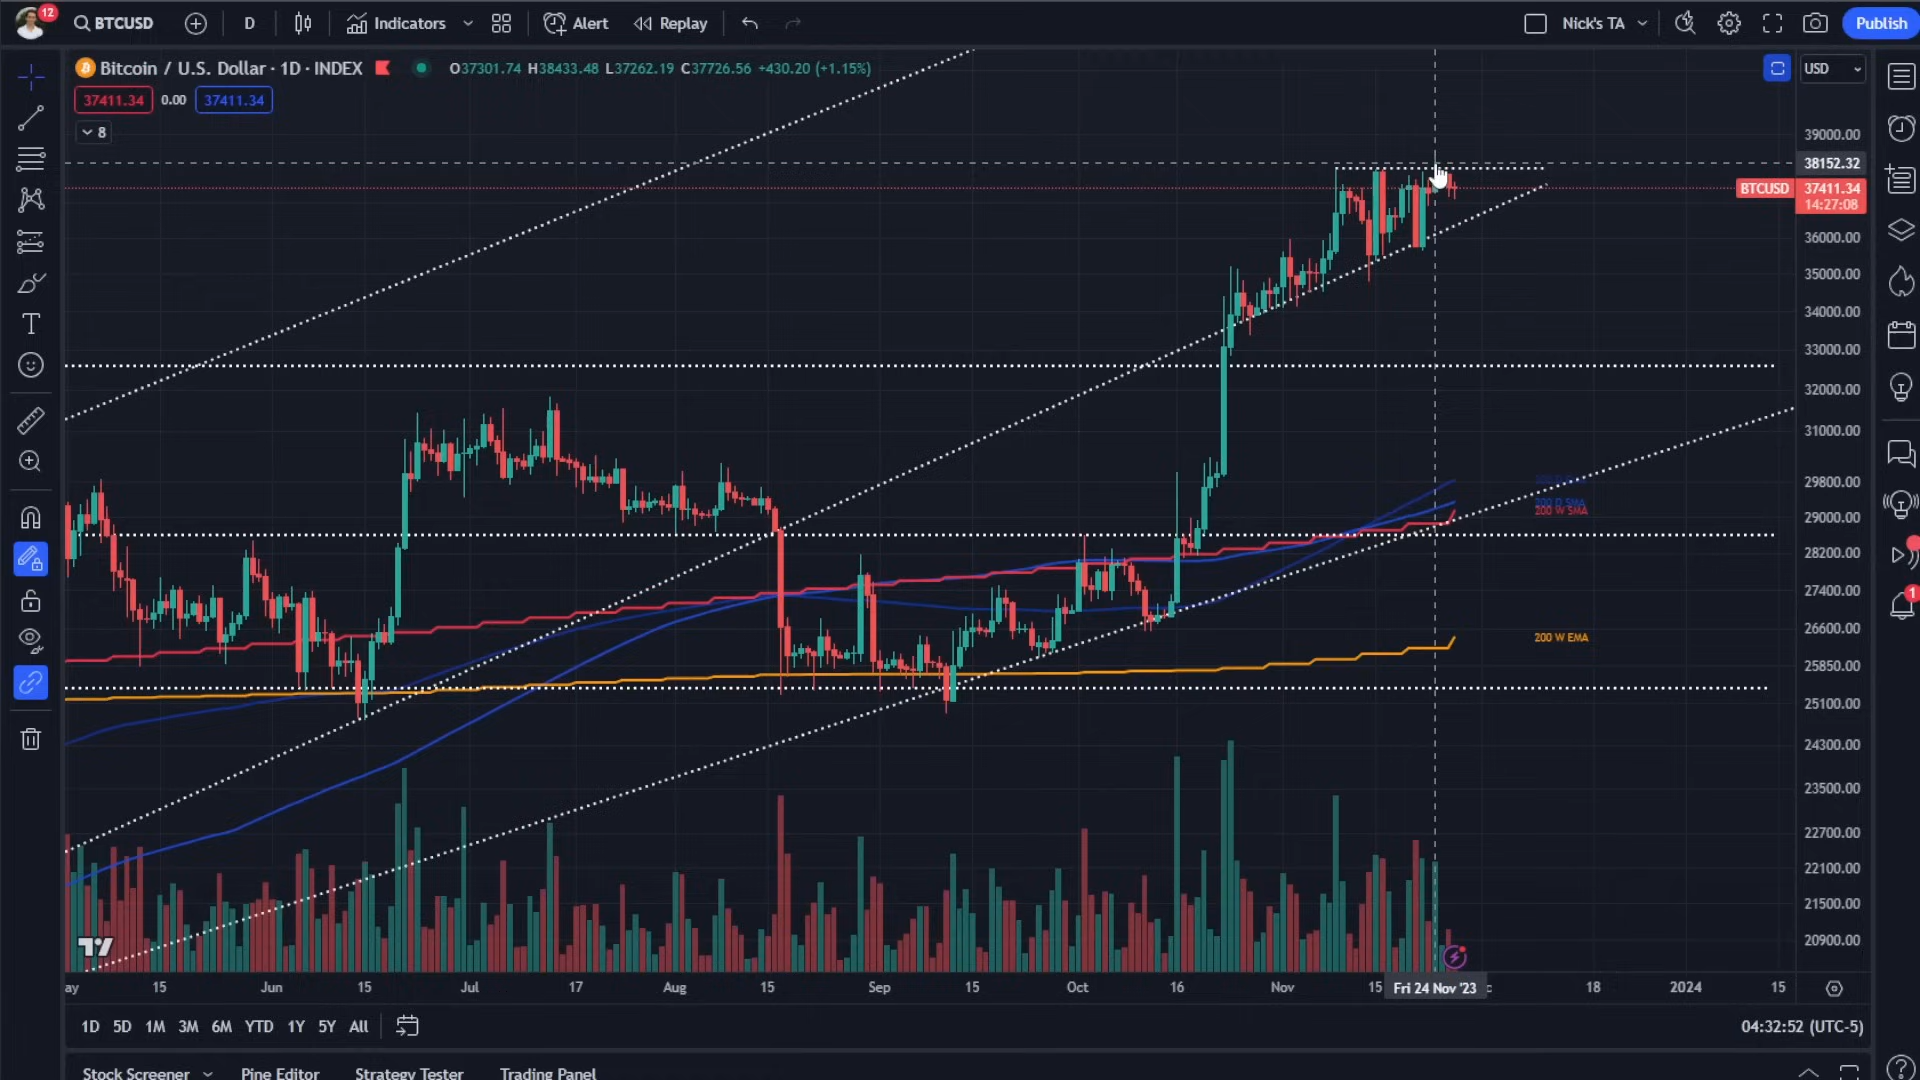 12
BTCUSD
D
Indicators
Alert
Replay
Nick's TA
Publish
Bitcoin / U.S. Dollar · 1D · INDEX
O37301.74 H38433.48 L37262.19 C37726.56 +430.20 (+1.15%)
USD
37411.34 0.00 37411.34
8
39000.00
38152.32
BTCUSD 37411.34
14:27:08
36000.00
35000.00
34000.00
33000.00
32000.00
31000.00
29800.00
200 D SMA
200 W SMA
29000.00
28200.00
27400.00
26600.00
200 W EMA
25850.00
25100.00
24300.00
23500.00
22700.00
22100.00
21500.00
20900.00
1
ay 15 Jun 15 Jul 17 Aug 15 Sep 15 Oct 16 Nov 15 Fri 24 Nov '23 18 2024 15
1D 5D 1M 3M 6M YTD 1Y 5Y All
04:32:52 (UTC-5)
Stock Screener Pine Editor Strategy Tester Trading Panel